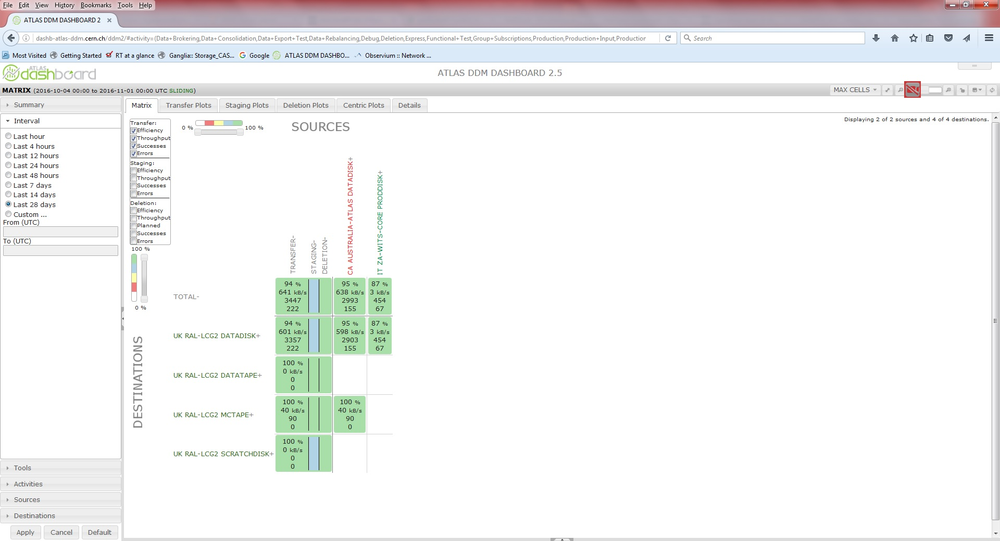 File Edit View History Bookmarks Tools Help
ATLAS DDM DASHBOARD 2 ×
dashb-atlas-ddm.cern.ch/ddm2/#activity=(Data+Brokering,Data+Consolidation,Data+Export+Test,Data+Rebalancing,Debug,Deletion,Express,Functional+Test,Group+Subscriptions,Production,Production+Input,Production
Search
Most Visited Getting Started RT at a glance Ganglia:: Storage_CAS... Google ATLAS DDM DASHBO... Observium :: Network ...
ATLAS dashboard
ATLAS DDM DASHBOARD 2.5
MATRIX (2016-10-04 00:00 to 2016-11-01 00:00 UTC SLIDING)
MAX CELLS
Summary
Interval
Last hour
Last 4 hours
Last 12 hours
Last 24 hours
Last 48 hours
Last 7 days
Last 14 days
Last 28 days
Custom ...
From (UTC)
To (UTC)
Tools
Activities
Sources
Destinations
Apply Cancel Default
Matrix Transfer Plots Staging Plots Deletion Plots Centric Plots Details
Transfer:
Efficiency
Throughput
Successes
Errors
Staging:
Efficiency
Throughput
Successes
Errors
Deletion:
Efficiency
Throughput
Planned
Successes
Errors
0 % 100 %
SOURCES
Displaying 2 of 2 sources and 4 of 4 destinations.
100 %
0 %
DESTINATIONS
TRANSFER-
STAGING-
DELETION-
CA AUSTRALIA-ATLAS DATADISK+
IT ZA-WITS-CORE PRODDISK+
TOTAL-
94 % 95 % 87 %
641 kB/s 638 kB/s 3 kB/s
3447 2993 454
222 155 67
UK RAL-LCG2 DATADISK+
94 % 95 % 87 %
601 kB/s 598 kB/s 3 kB/s
3357 2903 454
222 155 67
UK RAL-LCG2 DATATAPE+
100 %
0 kB/s
0
0
UK RAL-LCG2 MCTAPE+
100 % 100 %
40 kB/s 40 kB/s
90 90
0 0
UK RAL-LCG2 SCRATCHDISK+
100 %
0 kB/s
0
0